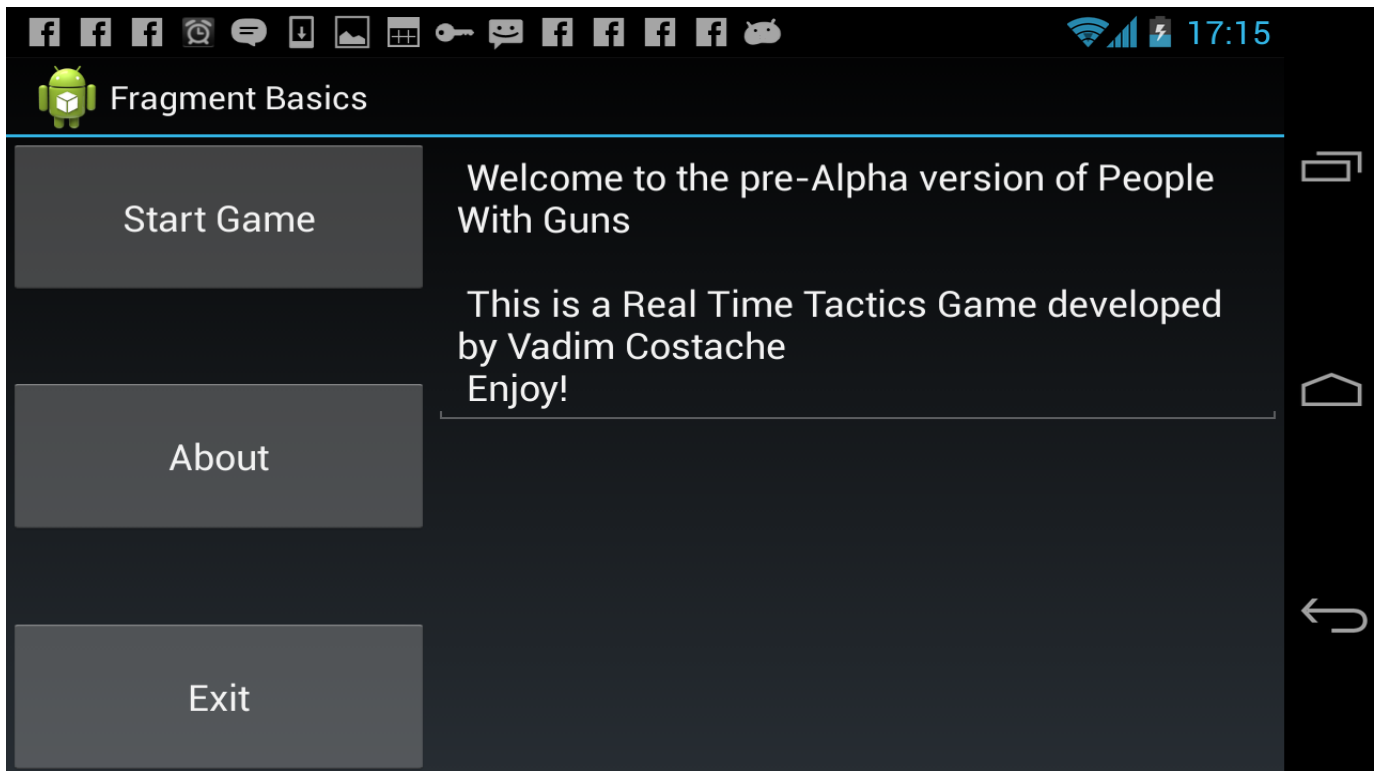 17:15
Fragment Basics
Start Game
About
Exit
Welcome to the pre-Alpha version of People
With Guns
This is a Real Time Tactics Game developed
by Vadim Costache
Enjoy!